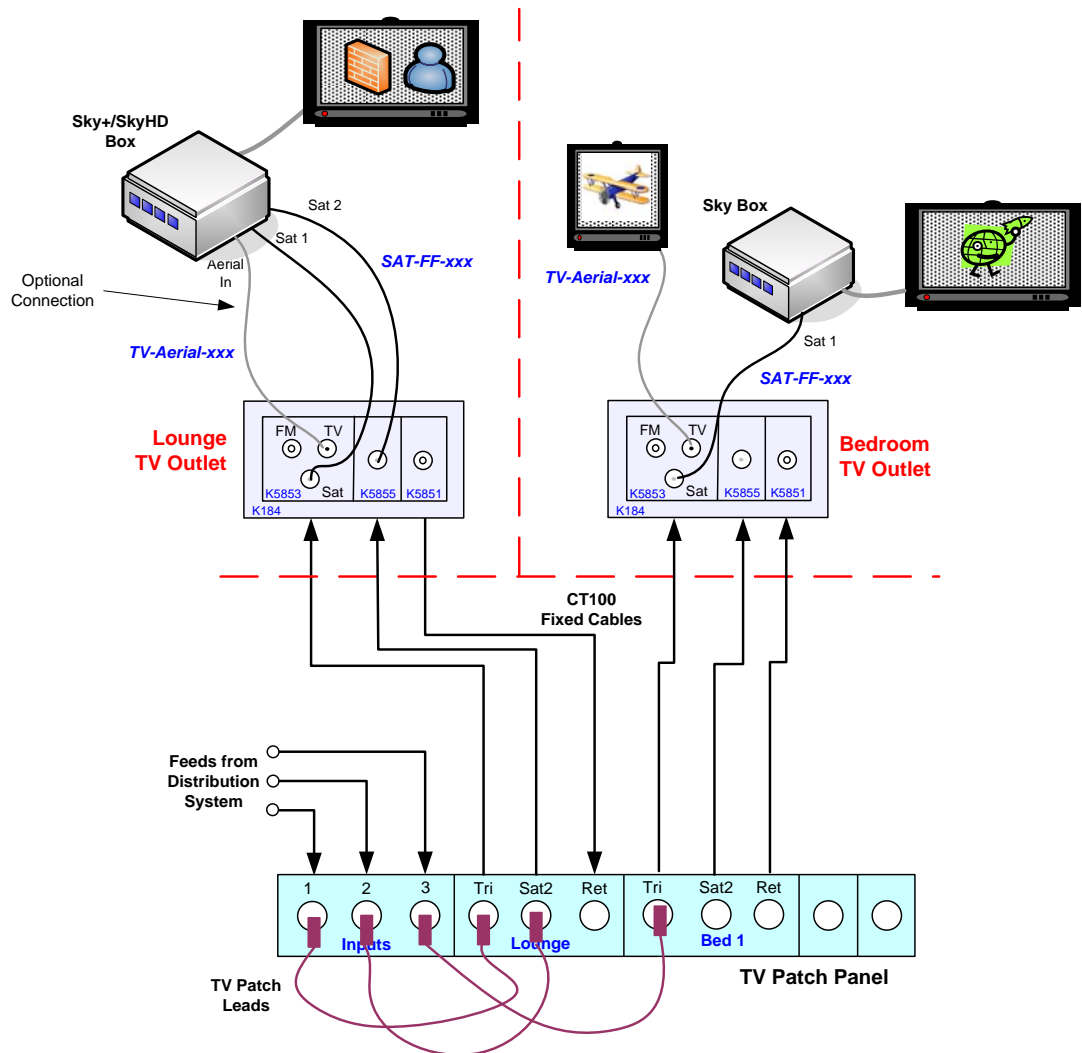 Sky+/SkyHD
Box
Sat 2
Sat 1
Aerial
In
Optional
Connection
SAT-FF-xxx
TV-Aerial-xxx
TV-Aerial-xxx
Sky Box
Sat 1
SAT-FF-xxx
Lounge
TV Outlet
FM
TV
Sat
K5853
K5855
K5851
K184
FM
TV
Sat
K5853
K5855
K5851
K184
Bedroom
TV Outlet
CT100
Fixed Cables
Feeds from
Distribution
System
1
2
3
Tri
Sat2
Ret
Tri
Sat2
Ret
Inputs
Lounge
Bed 1
TV Patch
Leads
TV Patch Panel